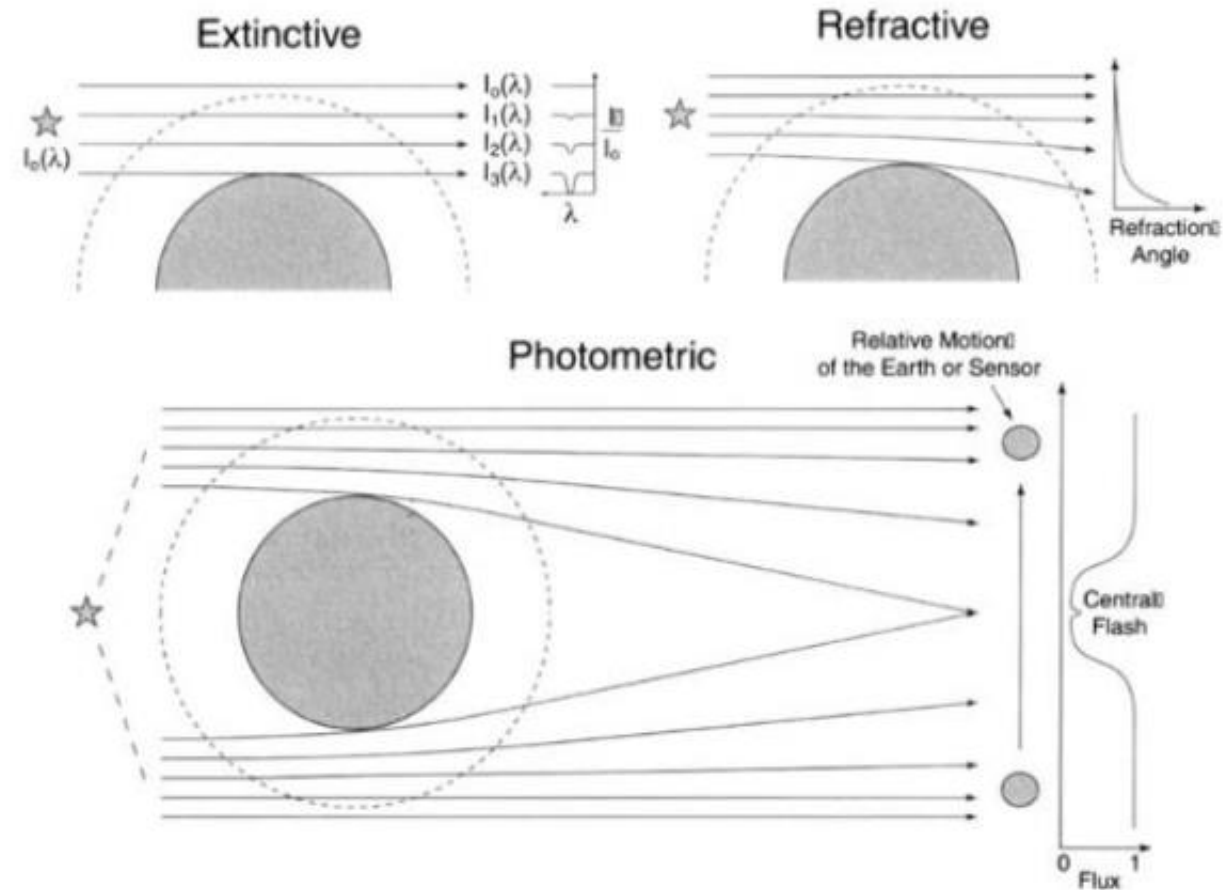 Extinctive
I₀(λ)
I₀(λ)
I₁(λ)
I₂(λ)
I₃(λ)
I
I₀
λ
Refractive
Refraction
Angle
Photometric
Relative Motion
of the Earth or Sensor
Central
Flash
0 1
Flux